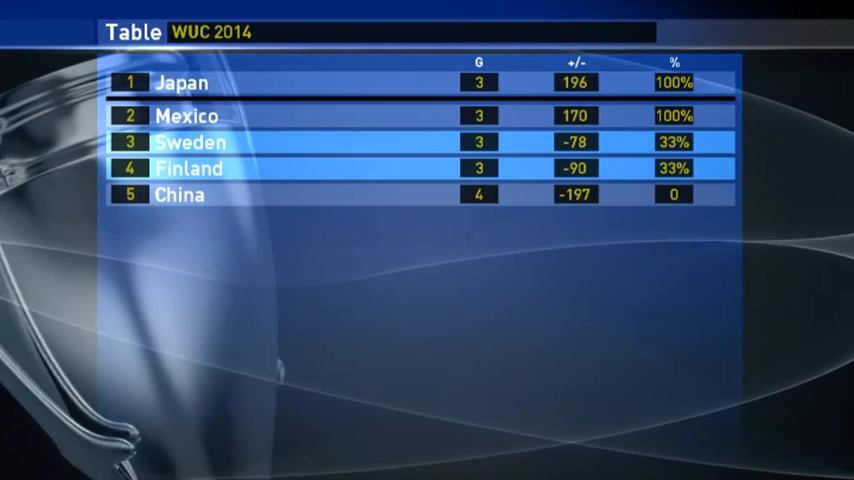 Table WUC 2014
G +/- %
1 Japan 3 196 100%
2 Mexico 3 170 100%
3 Sweden 3 -78 33%
4 Finland 3 -90 33%
5 China 4 -197 0